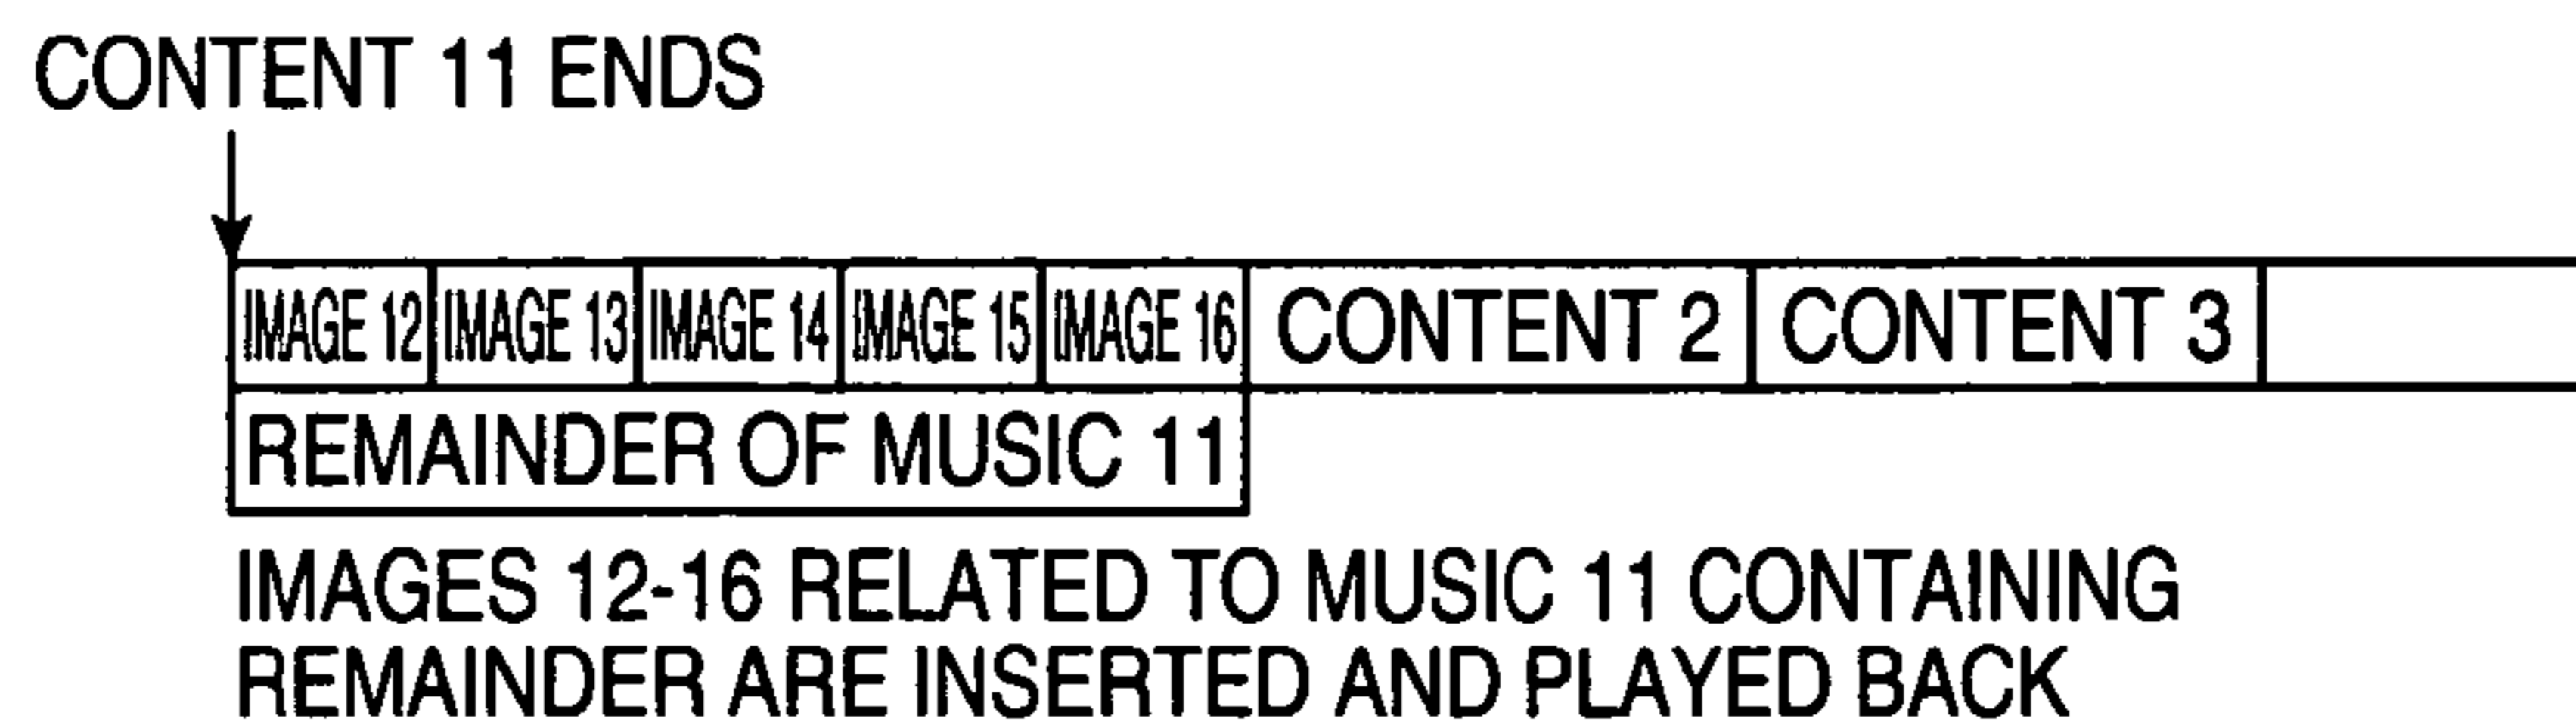 CONTENT 11 ENDS
IMAGE 12 IMAGE 13 IMAGE 14 IMAGE 15 IMAGE 16 CONTENT 2 CONTENT 3
REMAINDER OF MUSIC 11
IMAGES 12-16 RELATED TO MUSIC 11 CONTAINING
REMAINDER ARE INSERTED AND PLAYED BACK